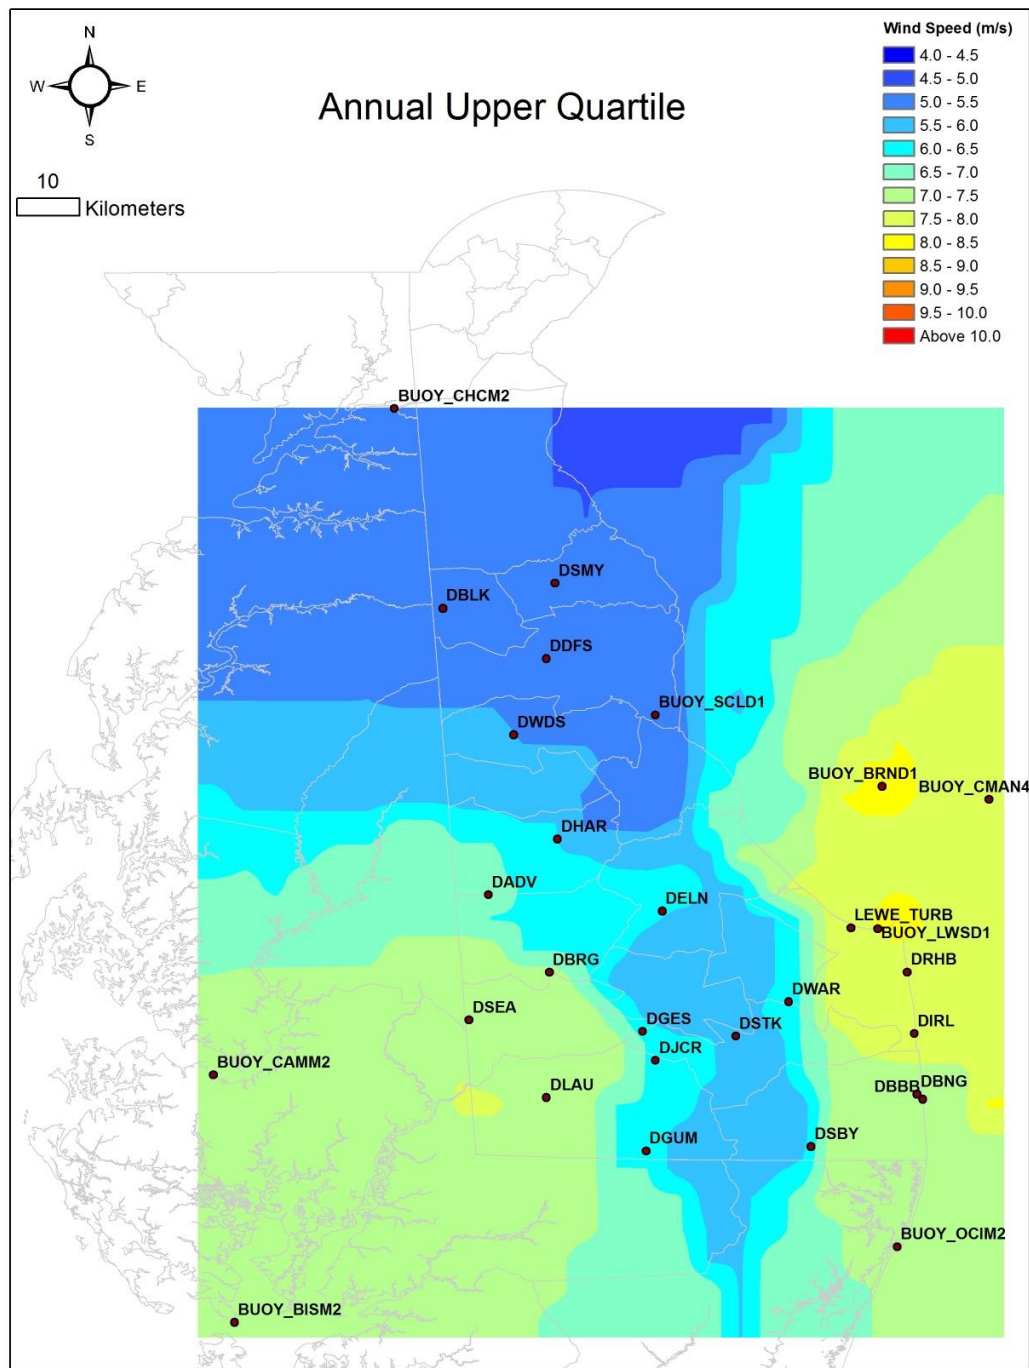 N
W E
S
10
Kilometers
Annual Upper Quartile
Wind Speed (m/s)
4.0 - 4.5
4.5 - 5.0
5.0 - 5.5
5.5 - 6.0
6.0 - 6.5
6.5 - 7.0
7.0 - 7.5
7.5 - 8.0
8.0 - 8.5
8.5 - 9.0
9.0 - 9.5
9.5 - 10.0
Above 10.0
BUOY_CHCM2
DSMY
DBLK
DDFS
BUOY_SCLD1
DWDS
BUOY_BRND1
BUOY_CMAN4
DHAR
DADV
DELN
LEWE_TURB
BUOY_LWSD1
DBRG
DRHB
DWAR
DSEA
DGES
DSTK
DIRL
DJCR
BUOY_CAMM2
DLAU
DBBB
DBNG
DGUM
DSBY
BUOY_OCIM2
BUOY_BISM2